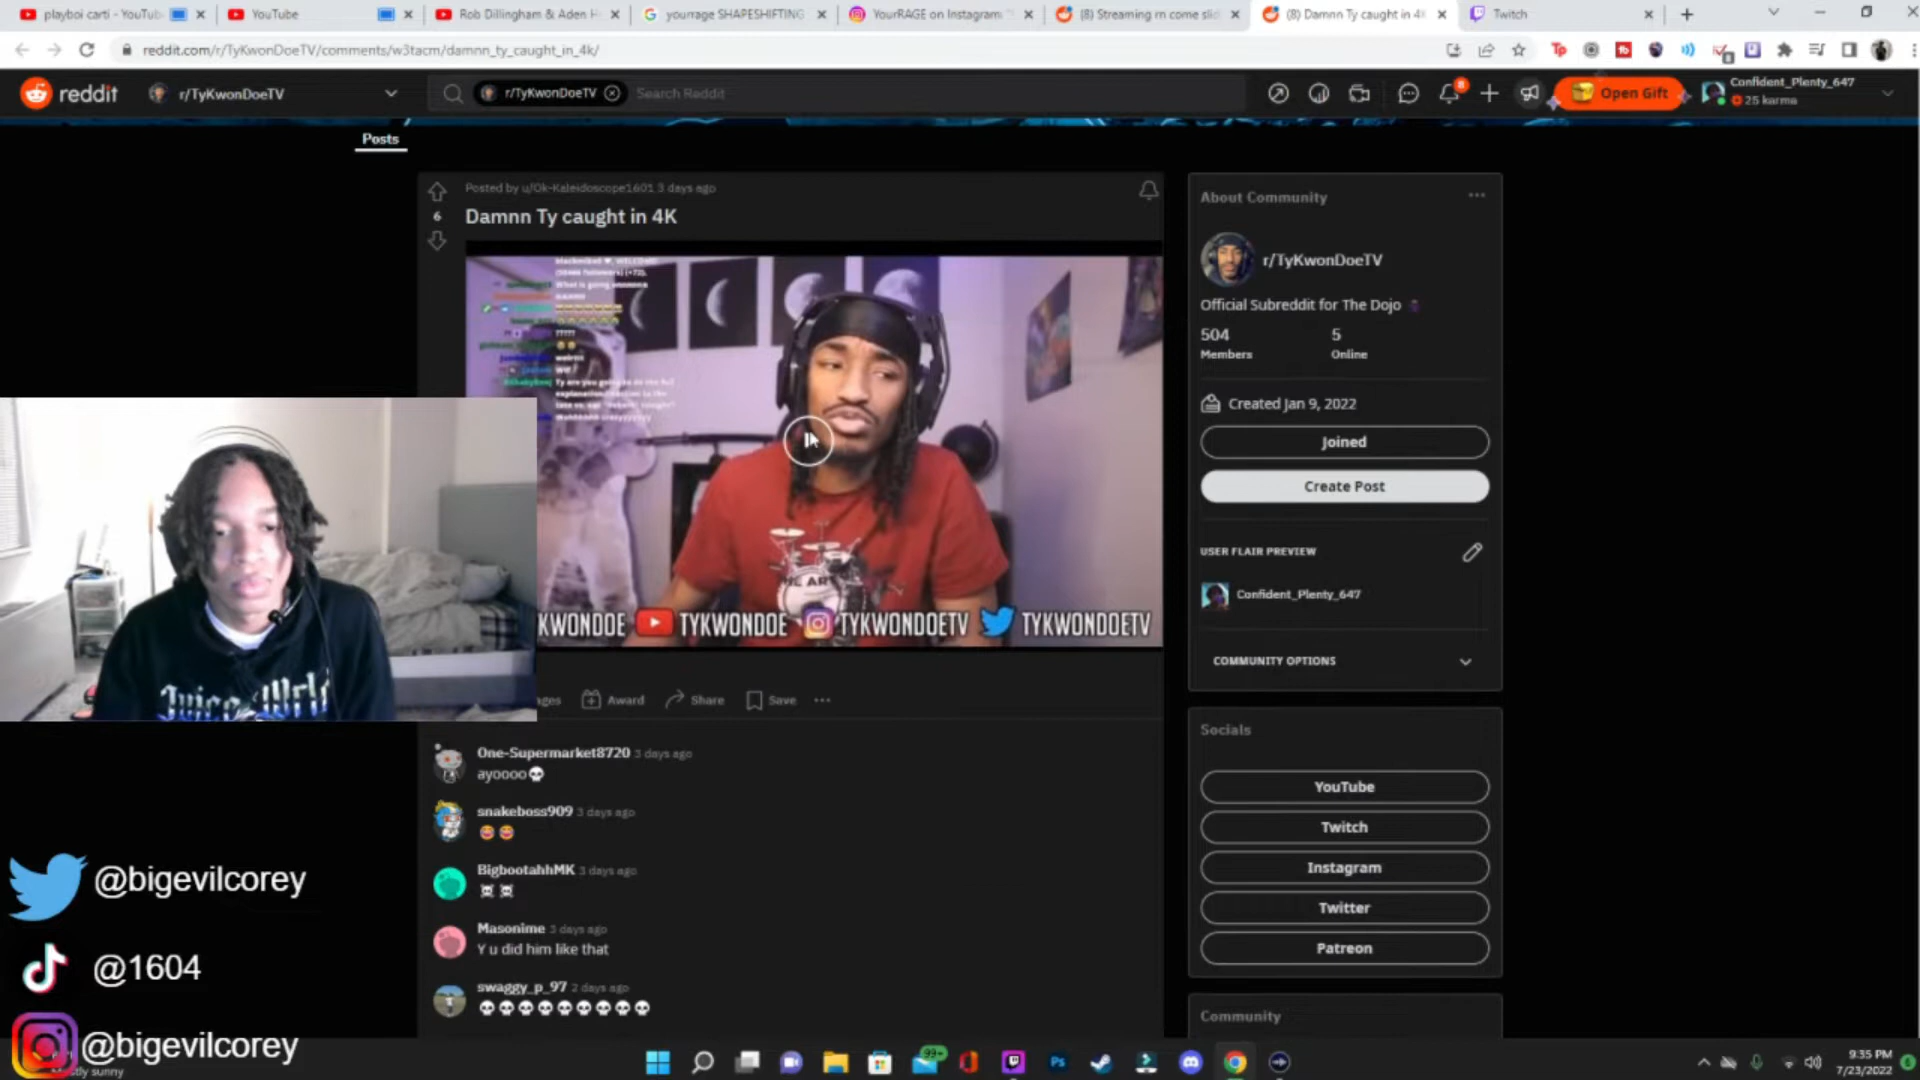 playboi carti - YouTub
YouTube
Rob Dillingham & Aden H
yourrage SHAPESHIFTING
YourRAGE on Instagram: "
(8) Streaming rn come sli
(8) Damnn Ty caught in 4K
Twitch
reddit.com/r/TyKwonDoeTV/comments/w3tacm/damnn_ty_caught_in_4k/
reddit
r/TyKwonDoeTV
r/TyKwonDoeTV
Search Reddit
8
Open Gift
Confident_Plenty_647
25 karma
Posts
Posted by u/Ok-Kaleidoscope1601 3 days ago
6
Damnn Ty caught in 4K
KWONDOE
TYKWONDOE
TYKWONDOETV
TYKWONDOETV
Award
Share
Save
One-Supermarket8720 3 days ago
ayoooo💀
snakeboss909 3 days ago
BigbootahhMK 3 days ago
☠️☠️
Masonime 3 days ago
Y u did him like that
swaggy_p_97 2 days ago
💀💀💀💀💀💀💀💀💀
About Community
r/TyKwonDoeTV
Official Subreddit for The Dojo
504
5
Members
Online
Created Jan 9, 2022
Joined
Create Post
USER FLAIR PREVIEW
Confident_Plenty_647
COMMUNITY OPTIONS
Socials
YouTube
Twitch
Instagram
Twitter
Patreon
Community
Juice Wrld
@bigevilcorey
@1604
@bigevilcorey
99+
9:35 PM
7/23/2022